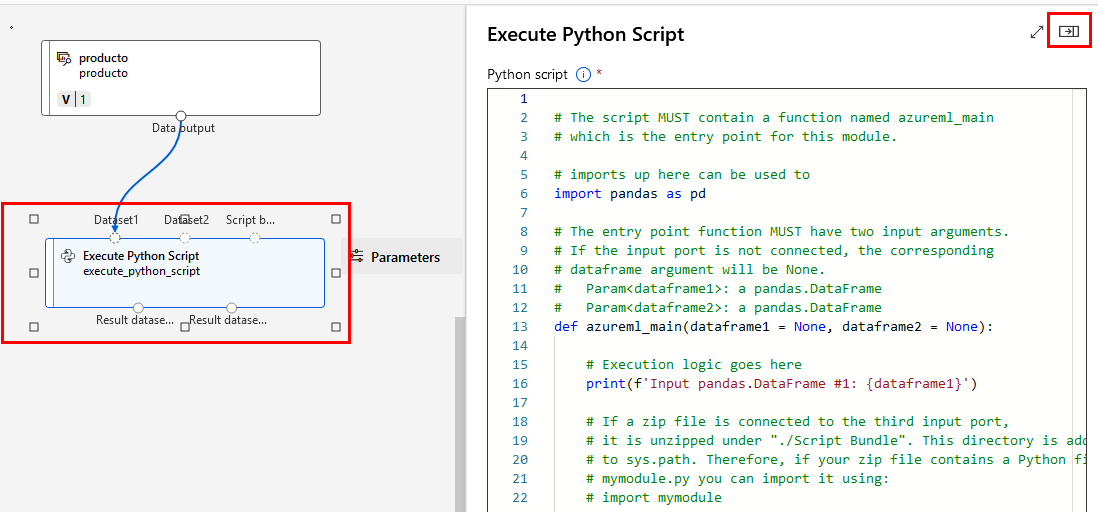 producto
producto
V 1
Data output
Dataset1 Dataset2 Script b...
Execute Python Script
execute_python_script
Parameters
Result datase... Result datase...
Execute Python Script
Python script i *
1
2 # The script MUST contain a function named azureml_main
3 # which is the entry point for this module.
4
5 # imports up here can be used to
6 import pandas as pd
7
8 # The entry point function MUST have two input arguments.
9 # If the input port is not connected, the corresponding
10 # dataframe argument will be None.
11 #   Param<dataframe1>: a pandas.DataFrame
12 #   Param<dataframe2>: a pandas.DataFrame
13 def azureml_main(dataframe1 = None, dataframe2 = None):
14
15     # Execution logic goes here
16     print(f'Input pandas.DataFrame #1: {dataframe1}')
17
18     # If a zip file is connected to the third input port,
19     # it is unzipped under "./Script Bundle". This directory is add
20     # to sys.path. Therefore, if your zip file contains a Python fi
21     # mymodule.py you can import it using:
22     # import mymodule